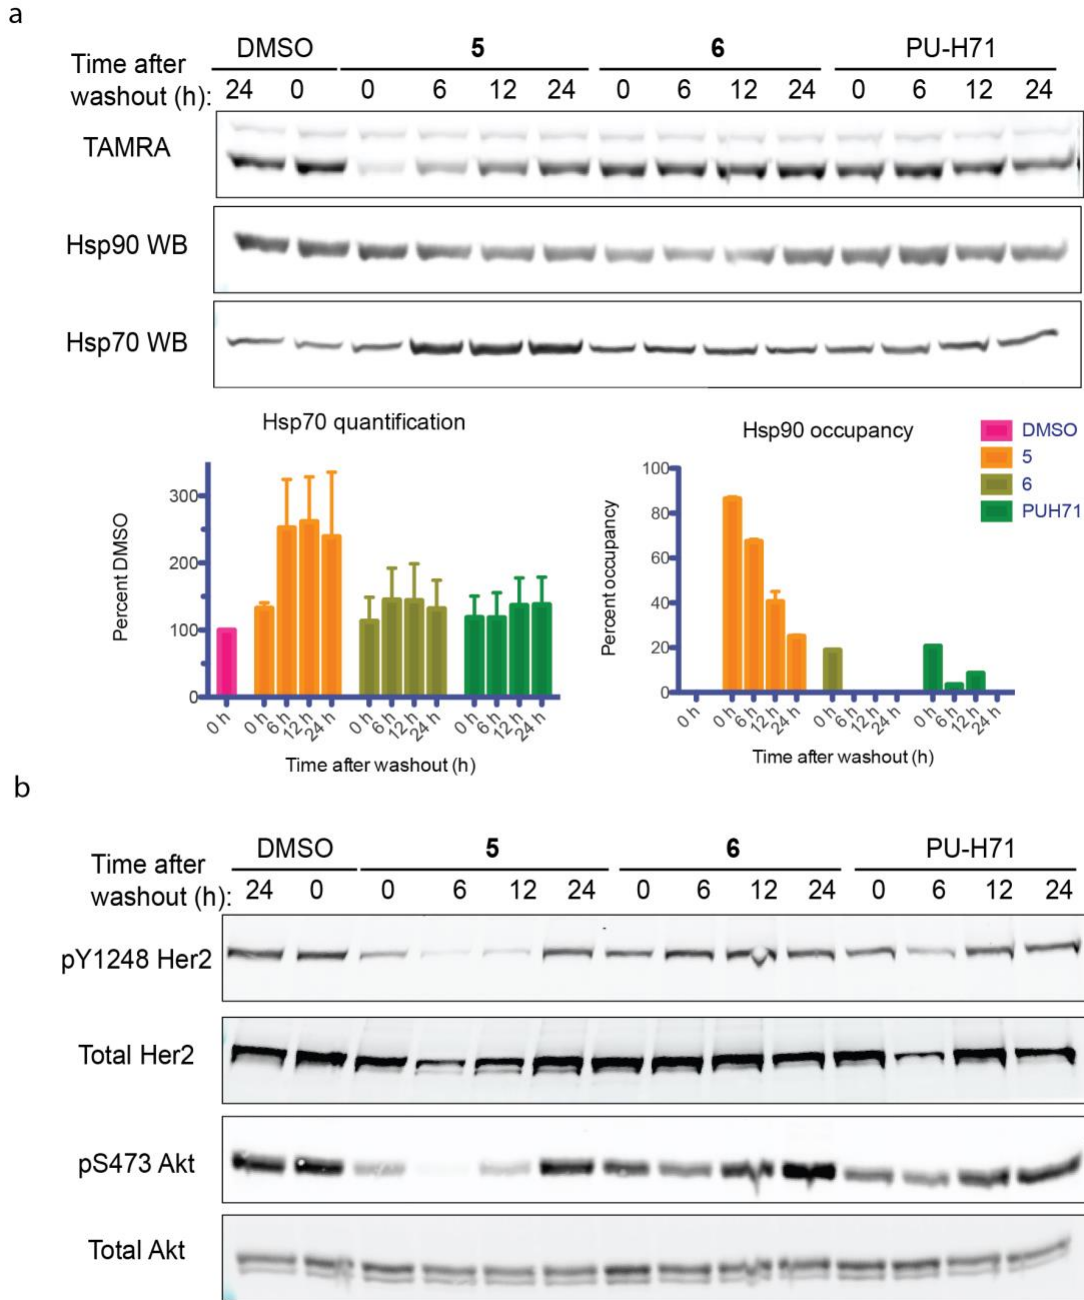 a
DMSO 5 6 PU-H71
Time after
washout (h): 24 0 0 6 12 24 0 6 12 24 0 6 12 24
TAMRA
Hsp90 WB
Hsp70 WB
Hsp70 quantification
Percent DMSO
300
200
100
0
0 h 0 h 6 h 12 h 24 h 0 h 6 h 12 h 24 h 0 h 6 h 12 h 24 h
Time after washout (h)
Hsp90 occupancy
Percent occupancy
100
80
60
40
20
0
0 h 0 h 6 h 12 h 24 h 0 h 6 h 12 h 24 h 0 h 6 h 12 h 24 h
Time after washout (h)
DMSO
5
6
PUH71
b
DMSO 5 6 PU-H71
Time after
washout (h): 24 0 0 6 12 24 0 6 12 24 0 6 12 24
pY1248 Her2
Total Her2
pS473 Akt
Total Akt